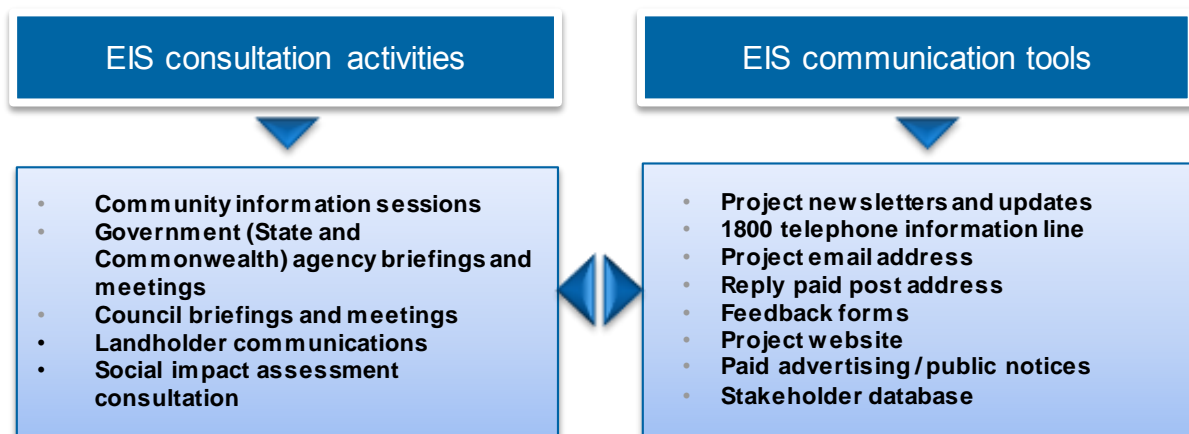 EIS consultation activities
• Community information sessions
• Government (State and
Commonwealth) agency briefings and
meetings
• Council briefings and meetings
• Landholder communications
• Social impact assessment
consultation
EIS communication tools
• Project newsletters and updates
• 1800 telephone information line
• Project email address
• Reply paid post address
• Feedback forms
• Project website
• Paid advertising / public notices
• Stakeholder database